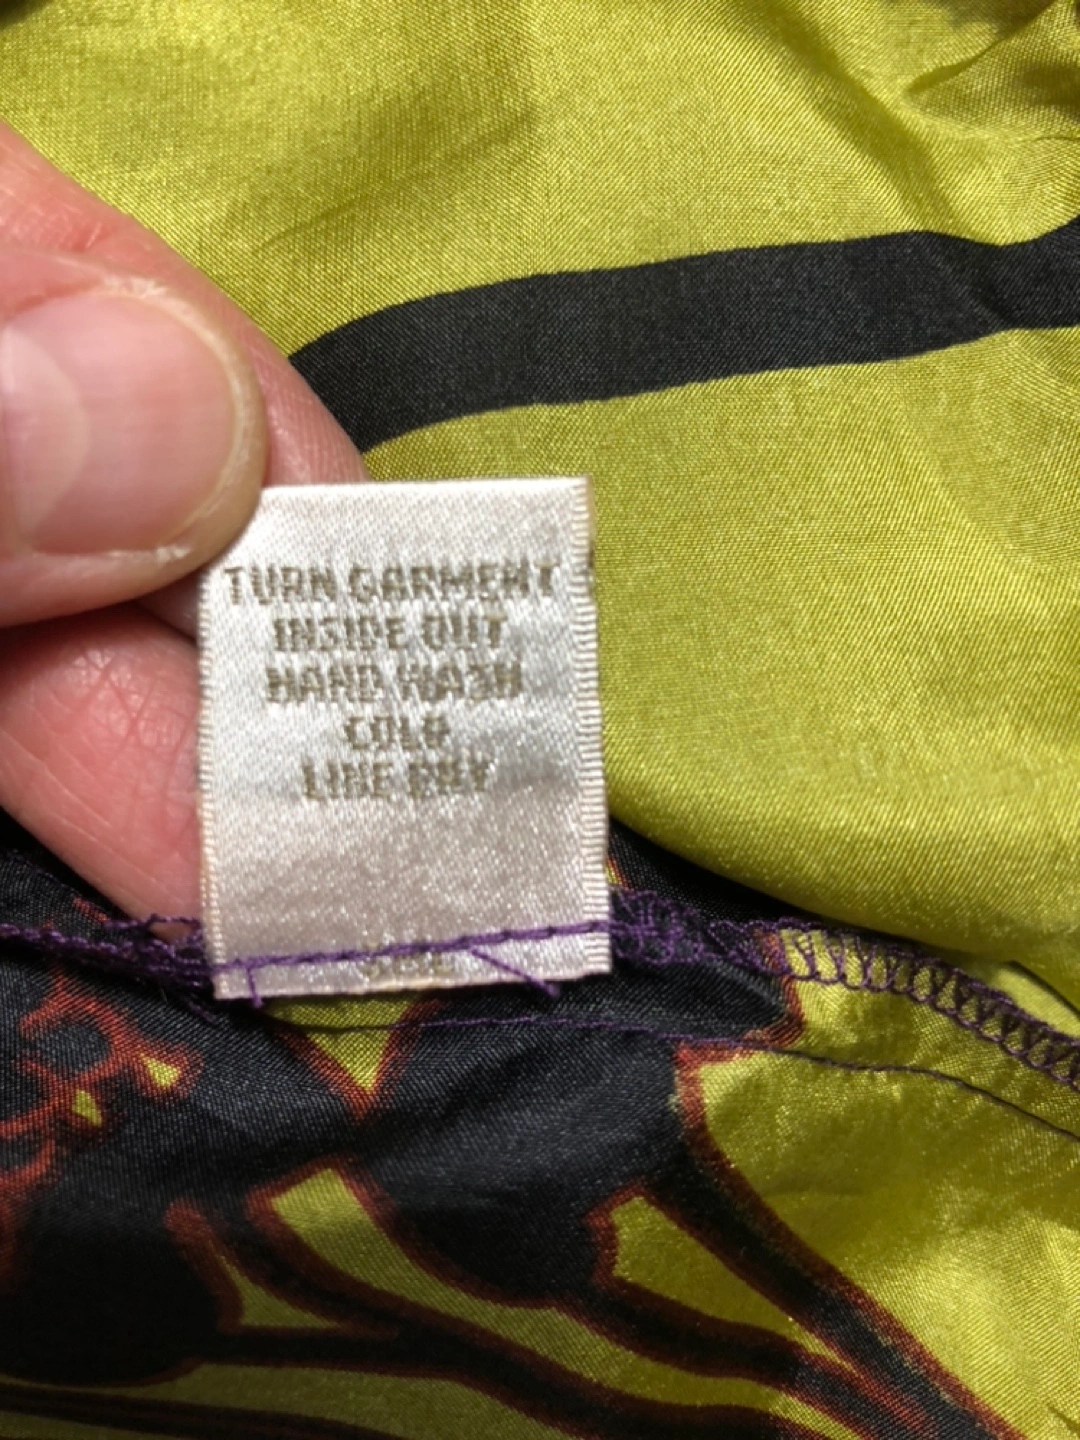 TURN GARMENT
INSIDE OUT
HAND WASH
COLD
LINE DRY